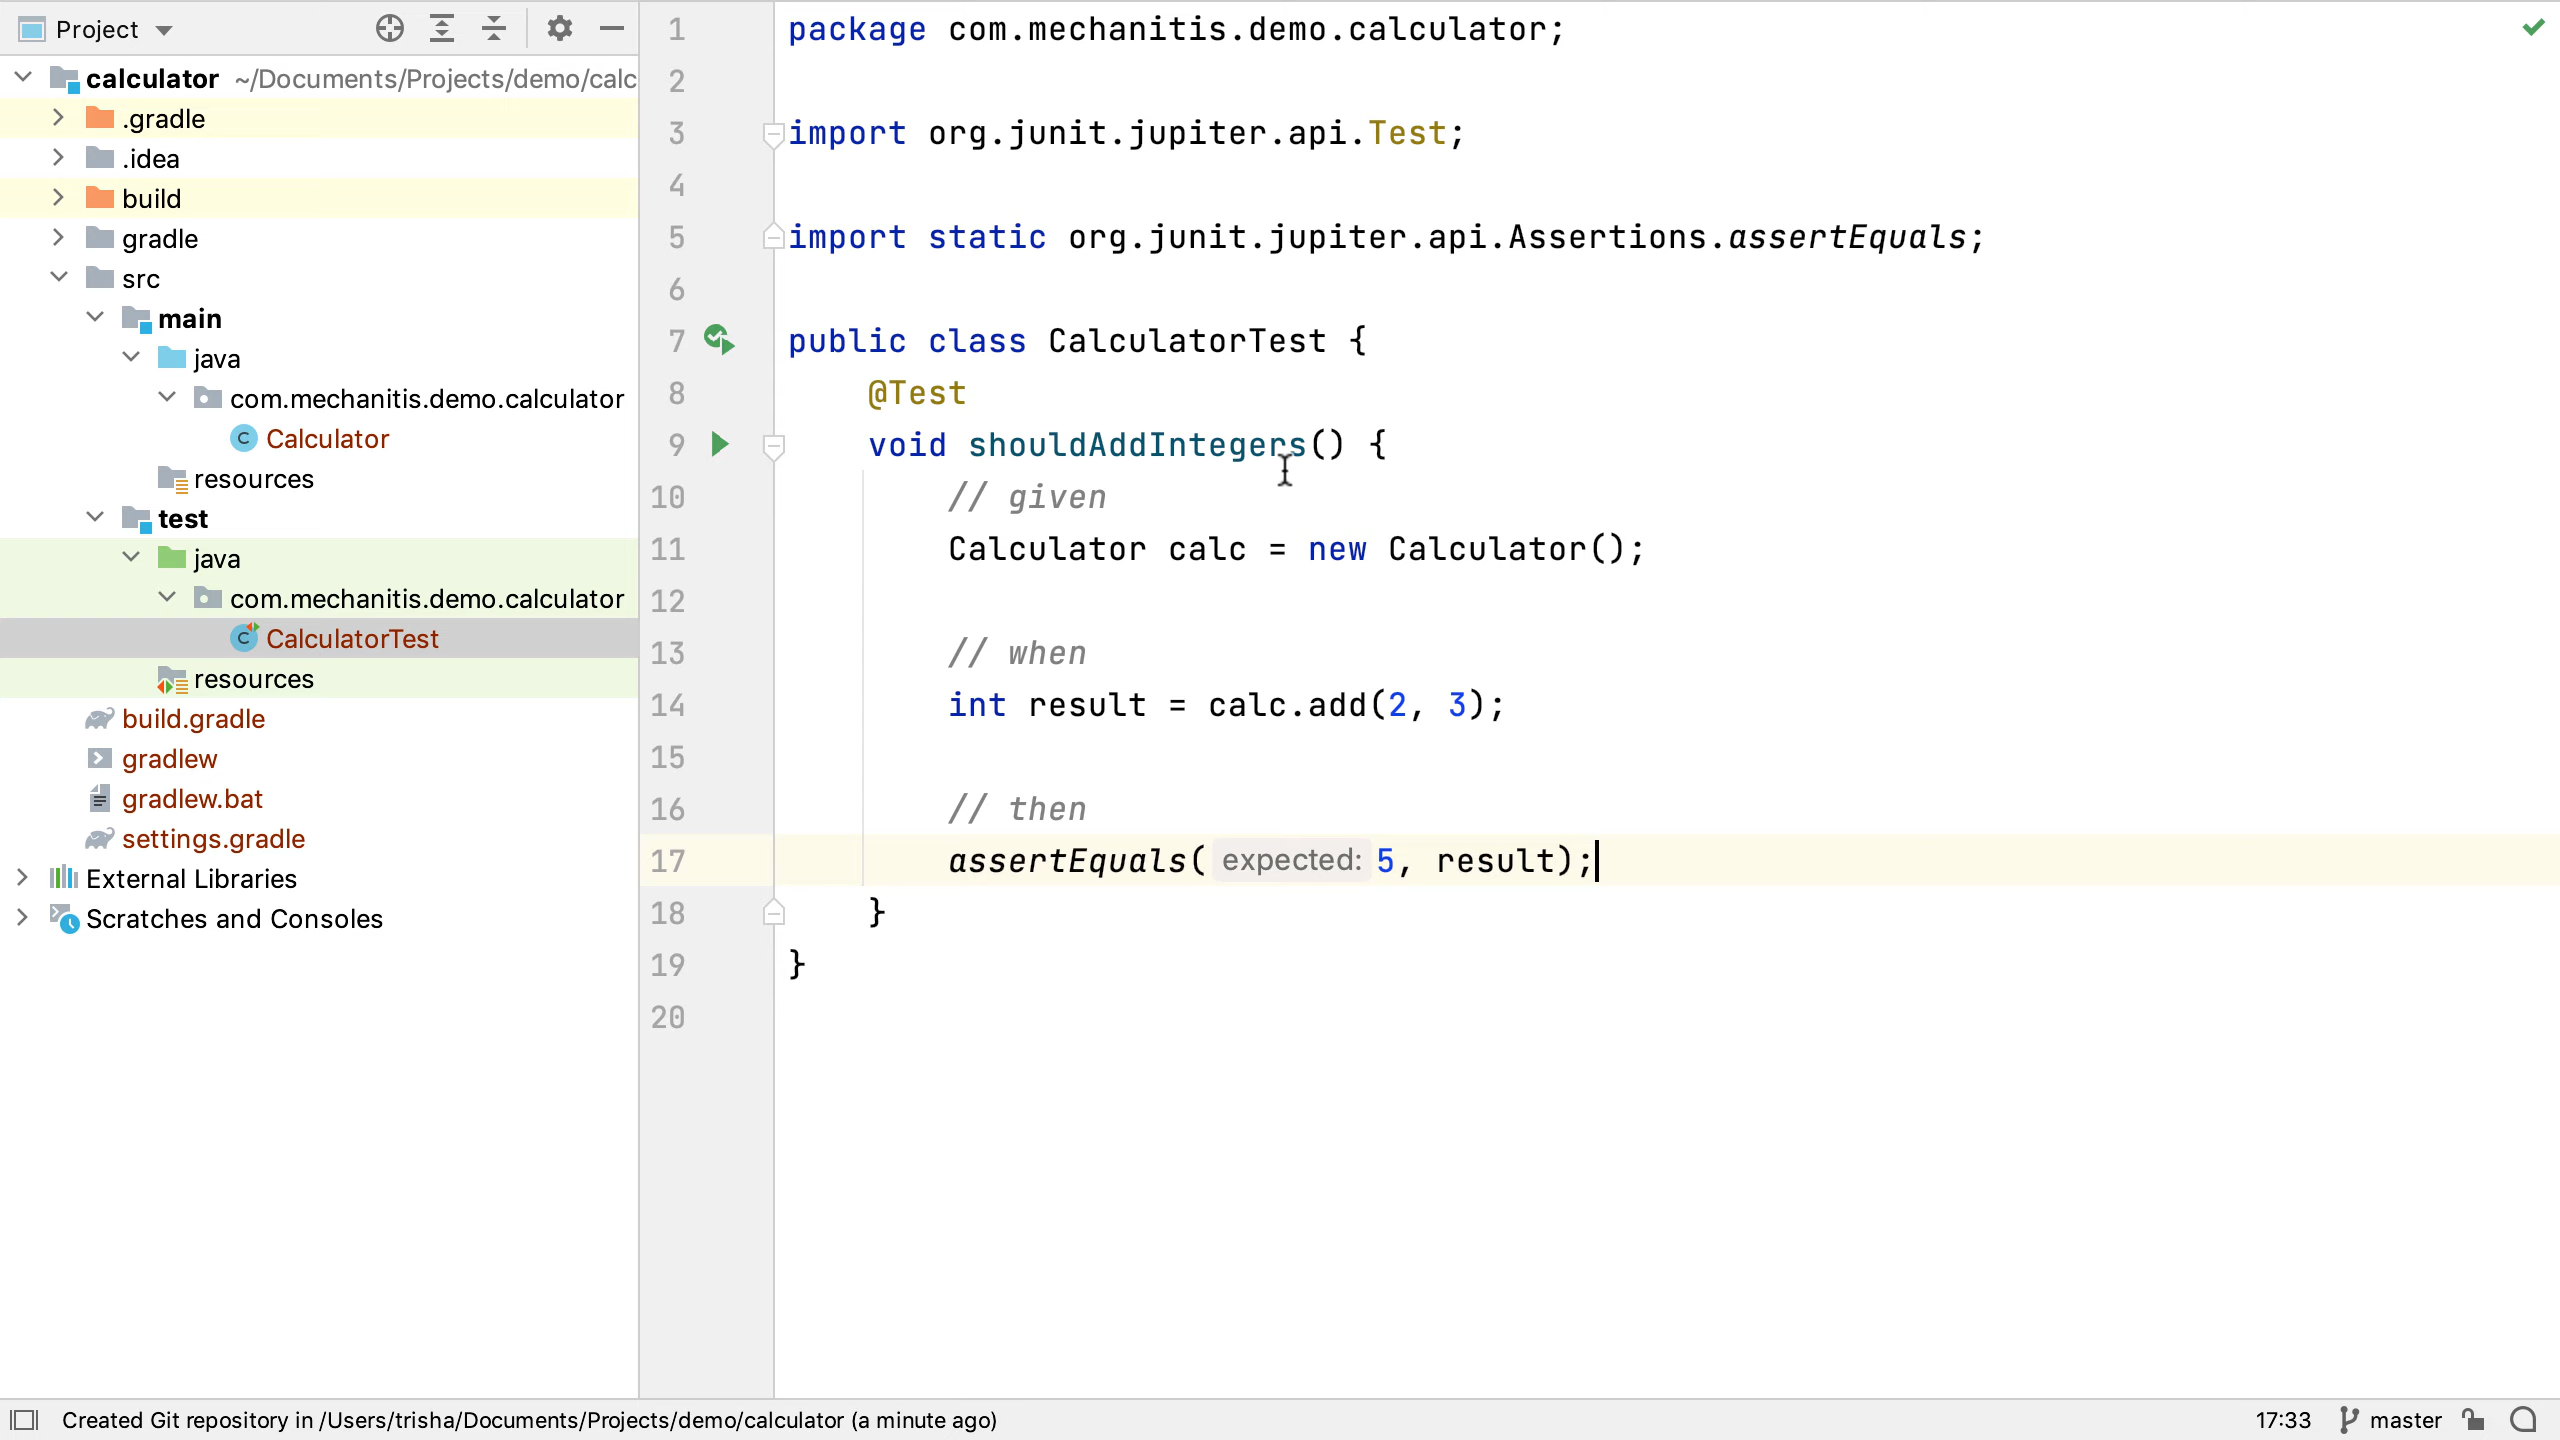 Project
calculator ~/Documents/Projects/demo/calc
.gradle
.idea
build
gradle
src
main
java
com.mechanitis.demo.calculator
C Calculator
resources
test
java
com.mechanitis.demo.calculator
C CalculatorTest
resources
build.gradle
gradlew
gradlew.bat
settings.gradle
External Libraries
Scratches and Consoles
1 package com.mechanitis.demo.calculator;
2
3 import org.junit.jupiter.api.Test;
4
5 import static org.junit.jupiter.api.Assertions.assertEquals;
6
7 public class CalculatorTest {
8 @Test
9 void shouldAddIntegers() {
10 // given
11 Calculator calc = new Calculator();
12
13 // when
14 int result = calc.add(2, 3);
15
16 // then
17 assertEquals( expected: 5, result);
18 }
19 }
20
Created Git repository in /Users/trisha/Documents/Projects/demo/calculator (a minute ago)
17:33 master